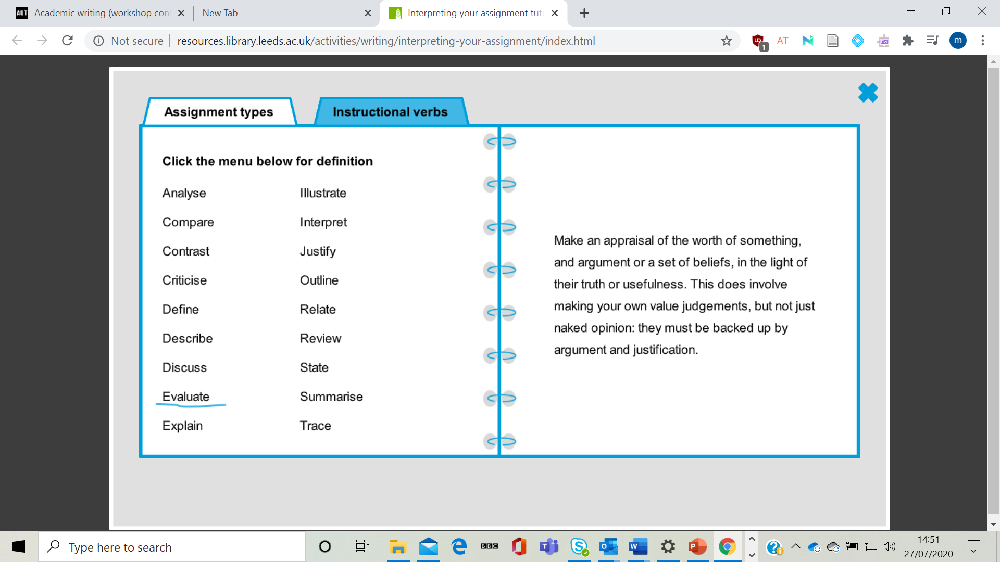 AUT Academic writing (workshop con
New Tab
Interpreting your assignment tuto
Not secure
resources.library.leeds.ac.uk/activities/writing/interpreting-your-assignment/index.html
1
AT
rw
m
Assignment types
Instructional verbs
Click the menu below for definition
Analyse
Illustrate
Compare
Interpret
Contrast
Justify
Criticise
Outline
Define
Relate
Describe
Review
Discuss
State
Evaluate
Summarise
Explain
Trace
Make an appraisal of the worth of something,
and argument or a set of beliefs, in the light of
their truth or usefulness. This does involve
making your own value judgements, but not just
naked opinion: they must be backed up by
argument and justification.
Type here to search
BBC
14:51
27/07/2020